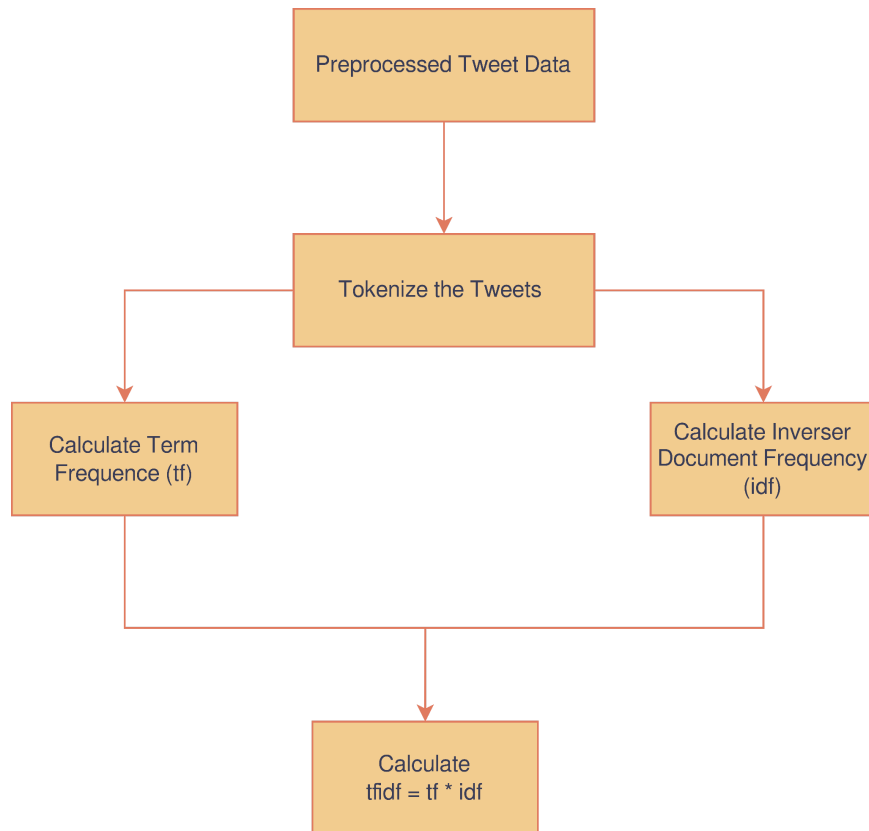 Preprocessed Tweet Data
Tokenize the Tweets
Calculate Term
Frequence (tf)
Calculate Inverser
Document Frequency
(idf)
Calculate
tfidf = tf * idf